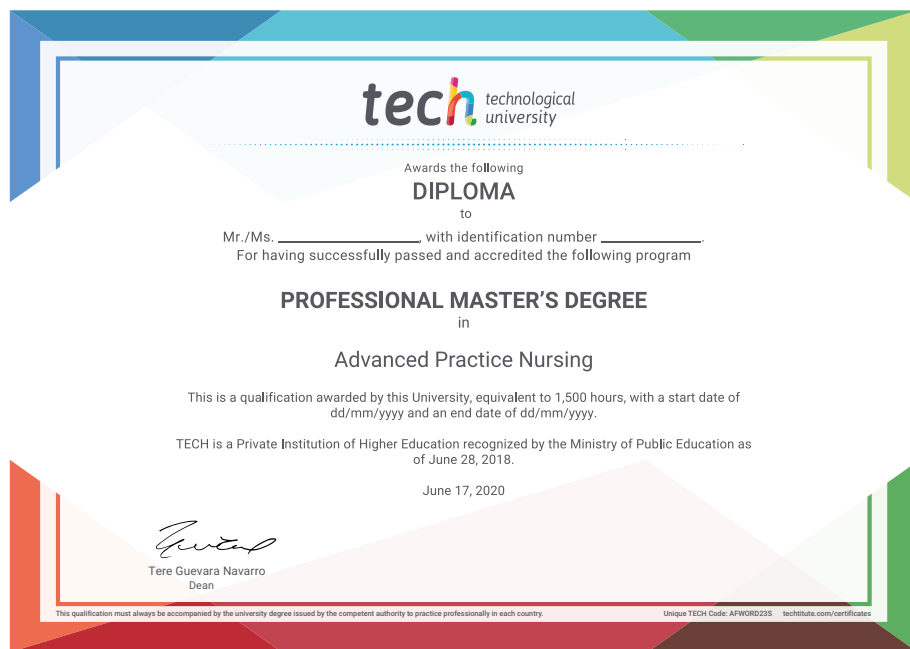 tech technological
university
Awards the following
DIPLOMA
to
Mr./Ms. ____________, with identification number ____________.
For having successfully passed and accredited the following program
PROFESSIONAL MASTER'S DEGREE
in
Advanced Practice Nursing
This is a qualification awarded by this University, equivalent to 1,500 hours, with a start date of
dd/mm/yyyy and an end date of dd/mm/yyyy.
TECH is a Private Institution of Higher Education recognized by the Ministry of Public Education as
of June 28, 2018.
June 17, 2020
Tere Guevara Navarro
Dean
This qualification must always be accompanied by the university degree issued by the competent authority to practice professionally in each country.
Unique TECH Code: AFWORD23S techtitute.com/certificates